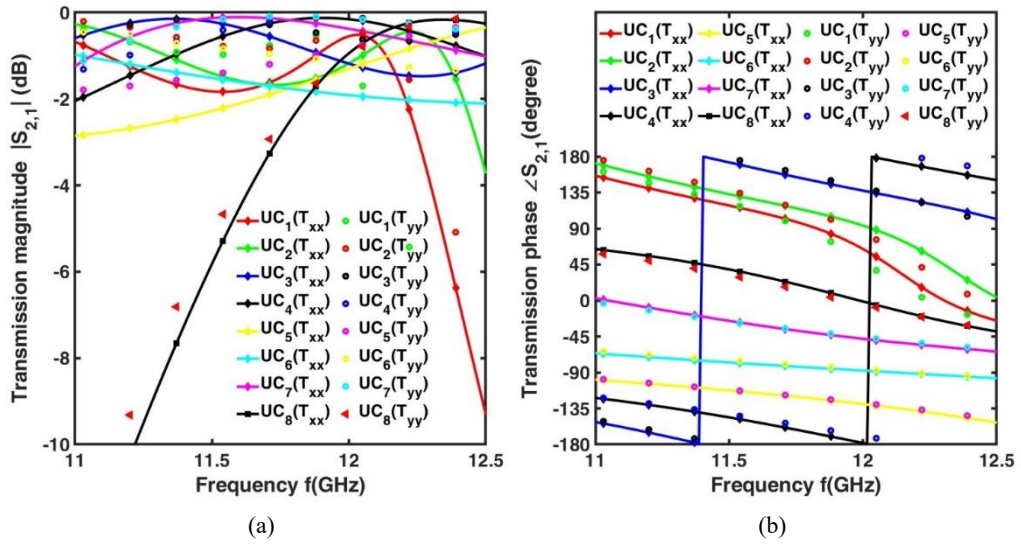 Transmission magnitude |S2,1| (dB)
0
-2
-4
-6
-8
-10
UC1(Txx) UC1(Tyy)
UC2(Txx) UC2(Tyy)
UC3(Txx) UC3(Tyy)
UC4(Txx) UC4(Tyy)
UC5(Txx) UC5(Tyy)
UC6(Txx) UC6(Tyy)
UC7(Txx) UC7(Tyy)
UC8(Txx) UC8(Tyy)
11 11.5 12 12.5
Frequency f(GHz)
(a)
Transmission phase ∠S2,1(degree)
UC1(Txx) UC5(Txx) UC1(Tyy) UC5(Tyy)
UC2(Txx) UC6(Txx) UC2(Tyy) UC6(Tyy)
UC3(Txx) UC7(Txx) UC3(Tyy) UC7(Tyy)
UC4(Txx) UC8(Txx) UC4(Tyy) UC8(Tyy)
180
135
90
45
0
-45
-90
-135
-180
11 11.5 12 12.5
Frequency f(GHz)
(b)